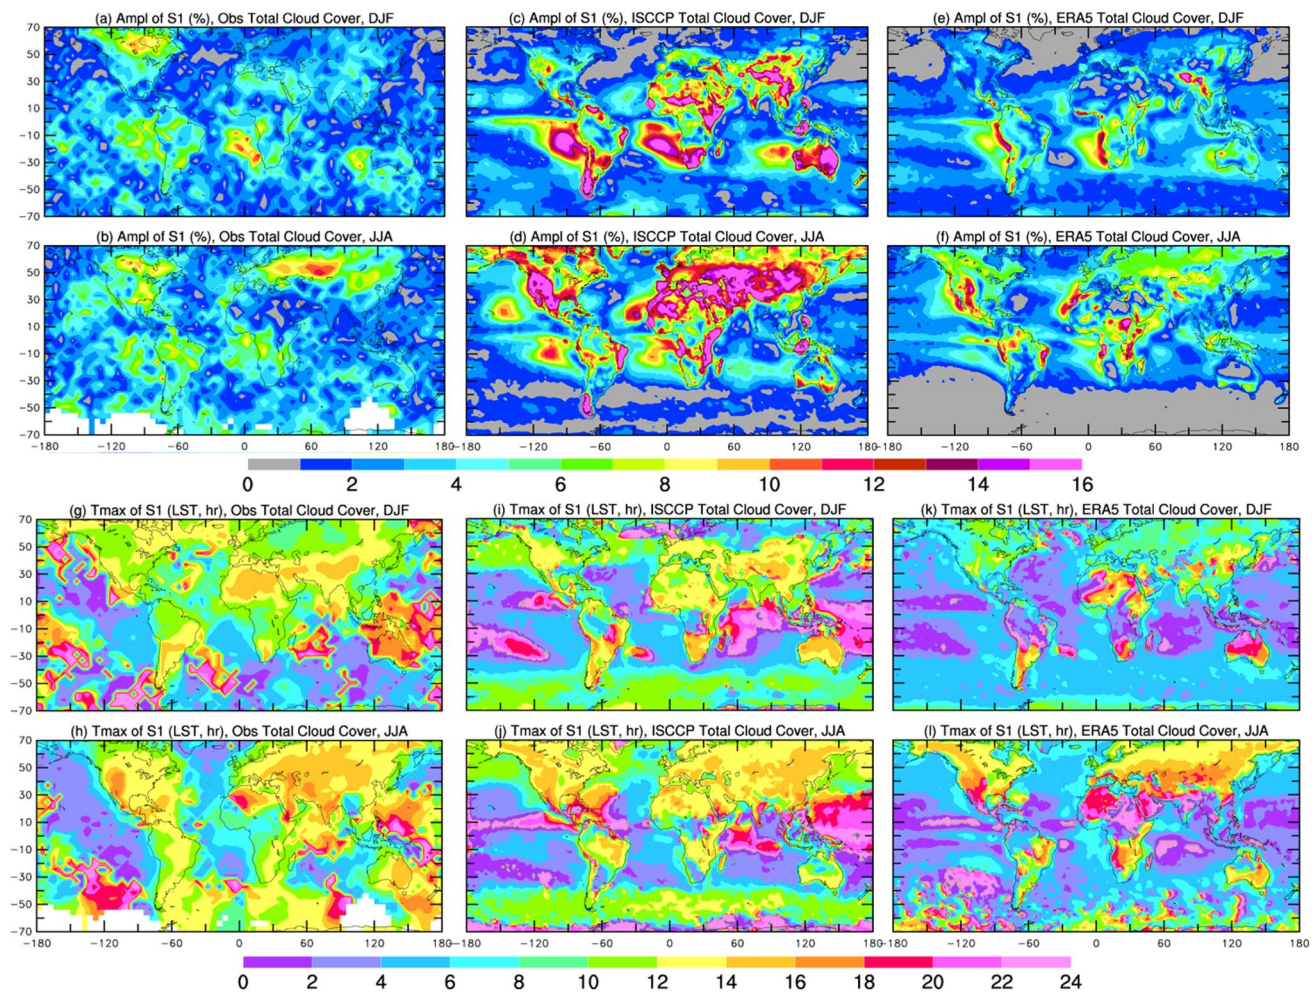 (a) Ampl of S1 (%), Obs Total Cloud Cover, DJF
(c) Ampl of S1 (%), ISCCP Total Cloud Cover, DJF
(e) Ampl of S1 (%), ERA5 Total Cloud Cover, DJF
70
50
30
10
−10
−30
−50
−70
(b) Ampl of S1 (%), Obs Total Cloud Cover, JJA
(d) Ampl of S1 (%), ISCCP Total Cloud Cover, JJA
(f) Ampl of S1 (%), ERA5 Total Cloud Cover, JJA
70
50
30
10
−10
−30
−50
−70
−180 −120 −60 0 60 120 180 −120 −60 0 60 120 180 −120 −60 0 60 120 180
0 2 4 6 8 10 12 14 16
(g) Tmax of S1 (LST, hr), Obs Total Cloud Cover, DJF
(i) Tmax of S1 (LST, hr), ISCCP Total Cloud Cover, DJF
(k) Tmax of S1 (LST, hr), ERA5 Total Cloud Cover, DJF
70
50
30
10
−10
−30
−50
−70
(h) Tmax of S1 (LST, hr), Obs Total Cloud Cover, JJA
(j) Tmax of S1 (LST, hr), ISCCP Total Cloud Cover, JJA
(l) Tmax of S1 (LST, hr), ERA5 Total Cloud Cover, JJA
70
50
30
10
−10
−30
−50
−70
−180 −120 −60 0 60 120 180 −120 −60 0 60 120 180 −120 −60 0 60 120 180
0 2 4 6 8 10 12 14 16 18 20 22 24